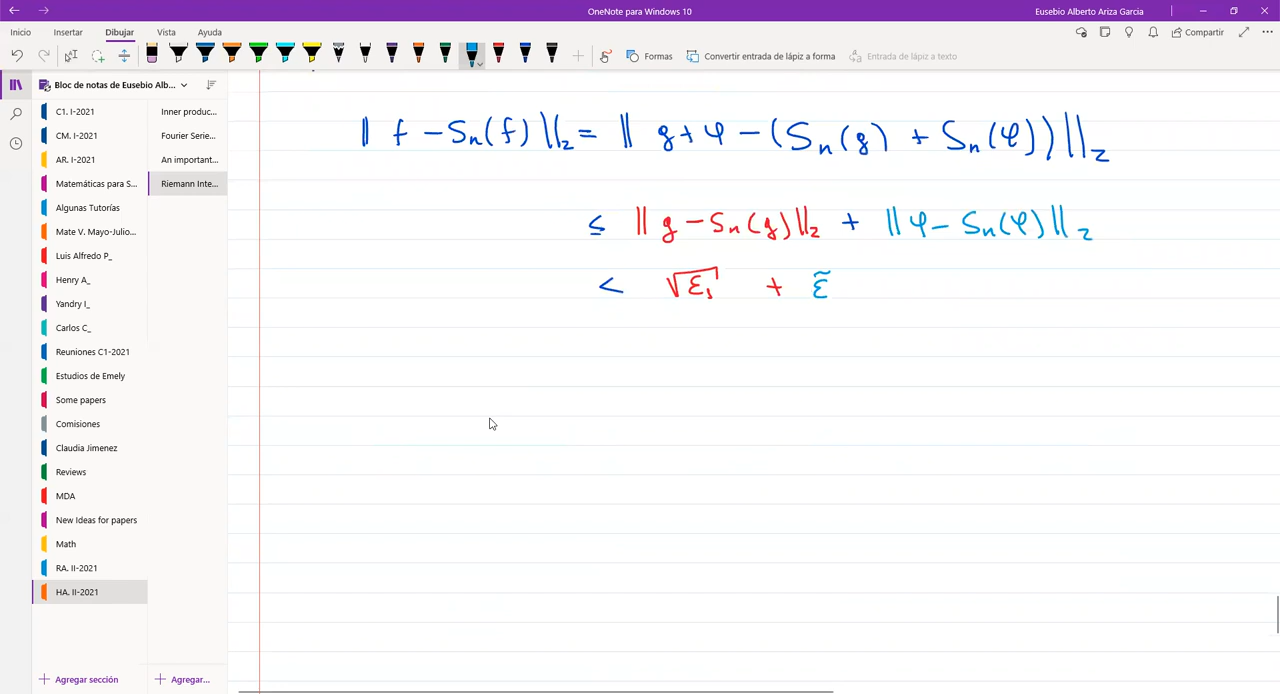 OneNote para Windows 10
Eusebio Alberto Ariza Garcia
Inicio Insertar Dibujar Vista Ayuda
Compartir
Formas Convertir entrada de lápiz a forma Entrada de lápiz a texto
Bloc de notas de Eusebio Alb...
C1. I-2021
CM. I-2021
AR. I-2021
Matemáticas para S...
Algunas Tutorías
Mate V. Mayo-Julio...
Luis Alfredo P_
Henry A_
Yandry I_
Carlos C_
Reuniones C1-2021
Estudios de Emely
Some papers
Comisiones
Claudia Jimenez
Reviews
MDA
New Ideas for papers
Math
RA. II-2021
HA. II-2021
Agregar sección
Inner produc...
Fourier Serie...
An important...
Riemann Inte...
Agregar...
‖ f - Sₙ(f) ‖₂ = ‖ g + φ - (Sₙ(g) + Sₙ(φ)) ‖₂
≤ ‖ g - Sₙ(g) ‖₂ + ‖ φ - Sₙ(φ) ‖₂
< √ε₁ + ε̃